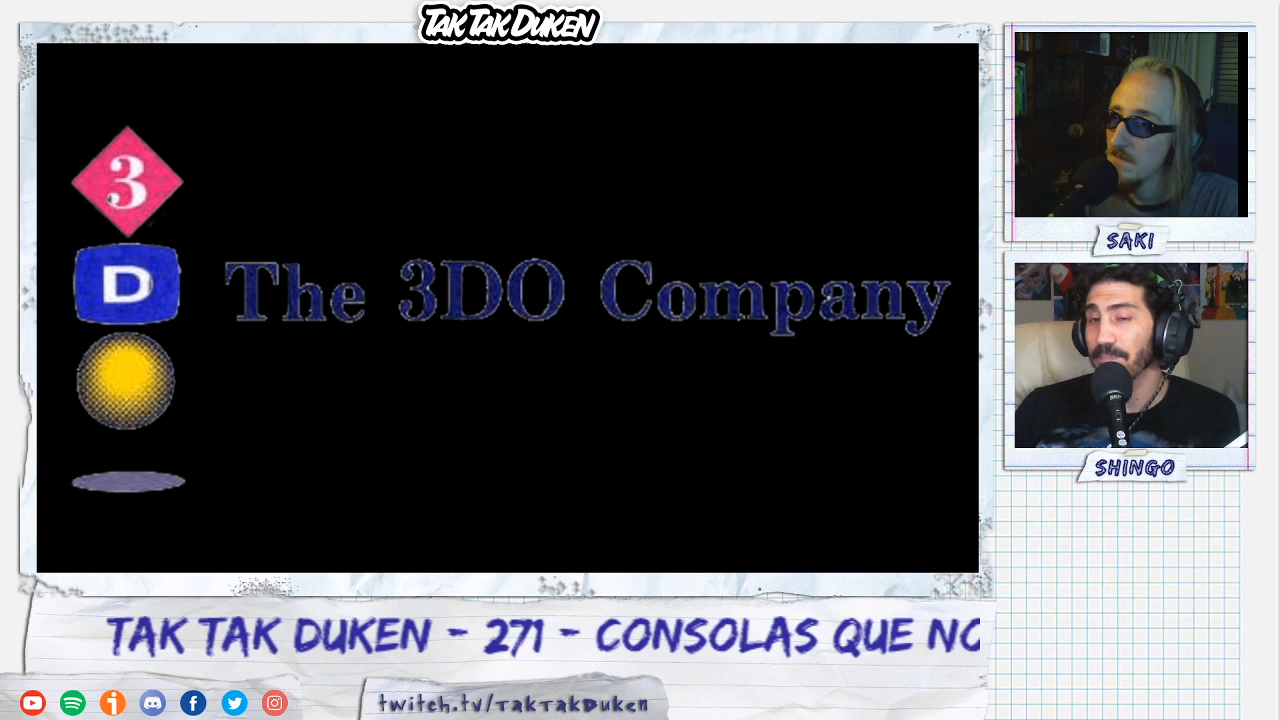 TAK TAK DUKEN
3
D
The 3DO Company
SAKI
SHINGO
TAK TAK DUKEN - 271 - CONSOLAS QUE NO
twitch.tv/TAKTAKDUKEN